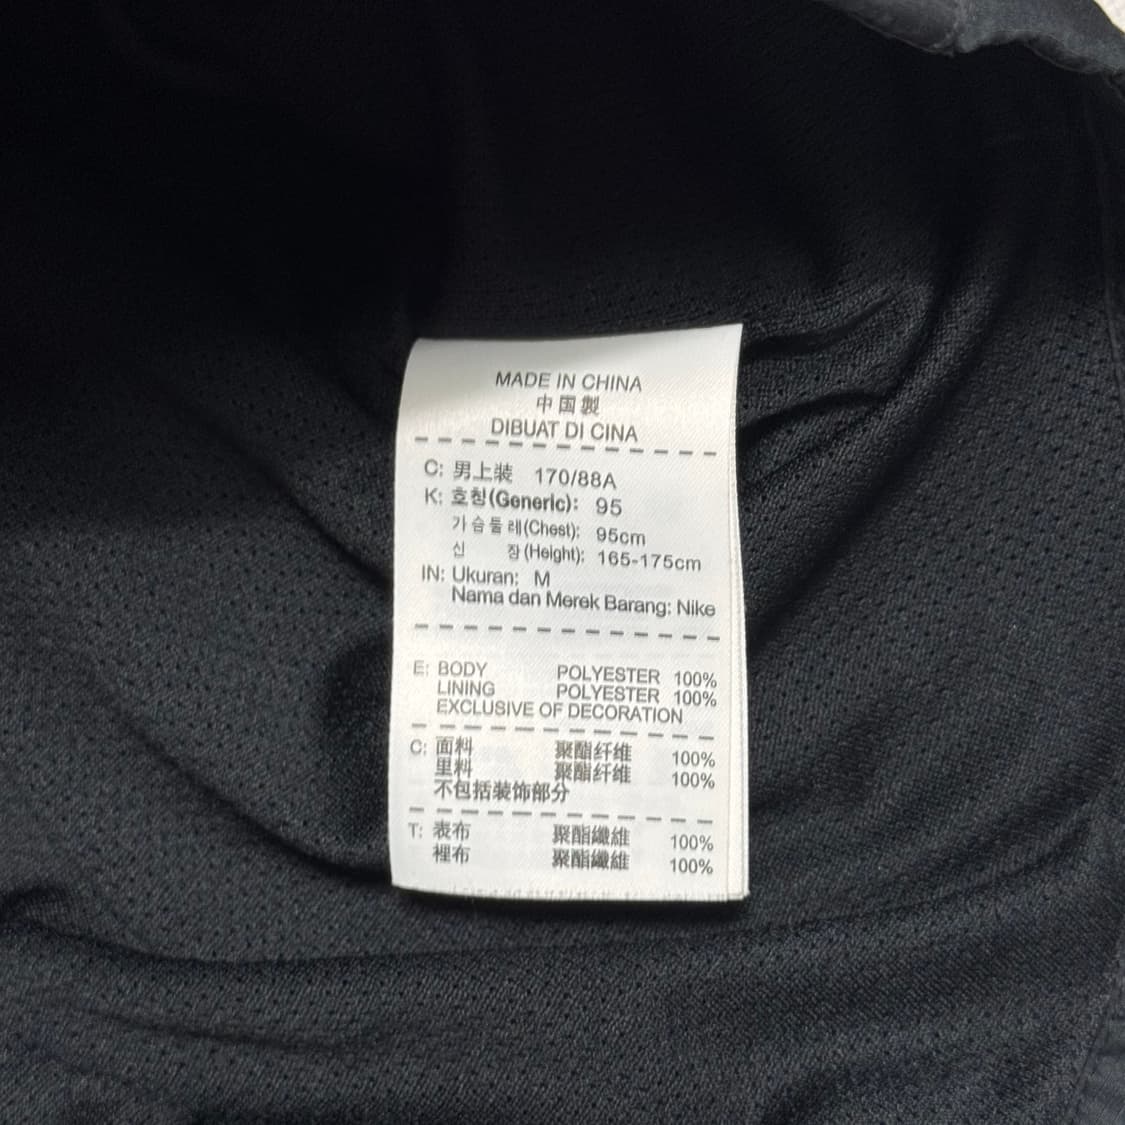 MADE IN CHINA
中国製
DIBUAT DI CINA
C: 男上装 170/88A
K: 호칭(Generic): 95
가슴둘레(Chest): 95cm
신 장(Height): 165-175cm
IN: Ukuran: M
Nama dan Merek Barang: Nike
E: BODY POLYESTER 100%
LINING POLYESTER 100%
EXCLUSIVE OF DECORATION
C: 面料 聚酯纤维 100%
里料 聚酯纤维 100%
不包括装饰部分
T: 表布 聚酯纖維 100%
裡布 聚酯纖維 100%